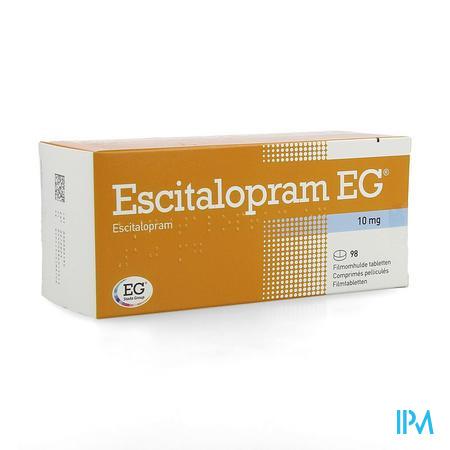 Escitalopram EG®
Escitalopram
10 mg
98
Filmomhulde tabletten
Comprimés pelliculés
Filmtabletten
EG
Stada Group
IPM